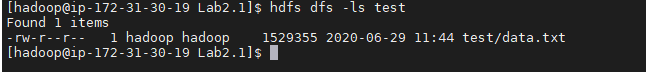 [hadoop@ip-172-31-30-19 Lab2.1]$ hdfs dfs -ls test
Found 1 items
-rw-r--r--   1 hadoop hadoop    1529355 2020-06-29 11:44 test/data.txt
[hadoop@ip-172-31-30-19 Lab2.1]$